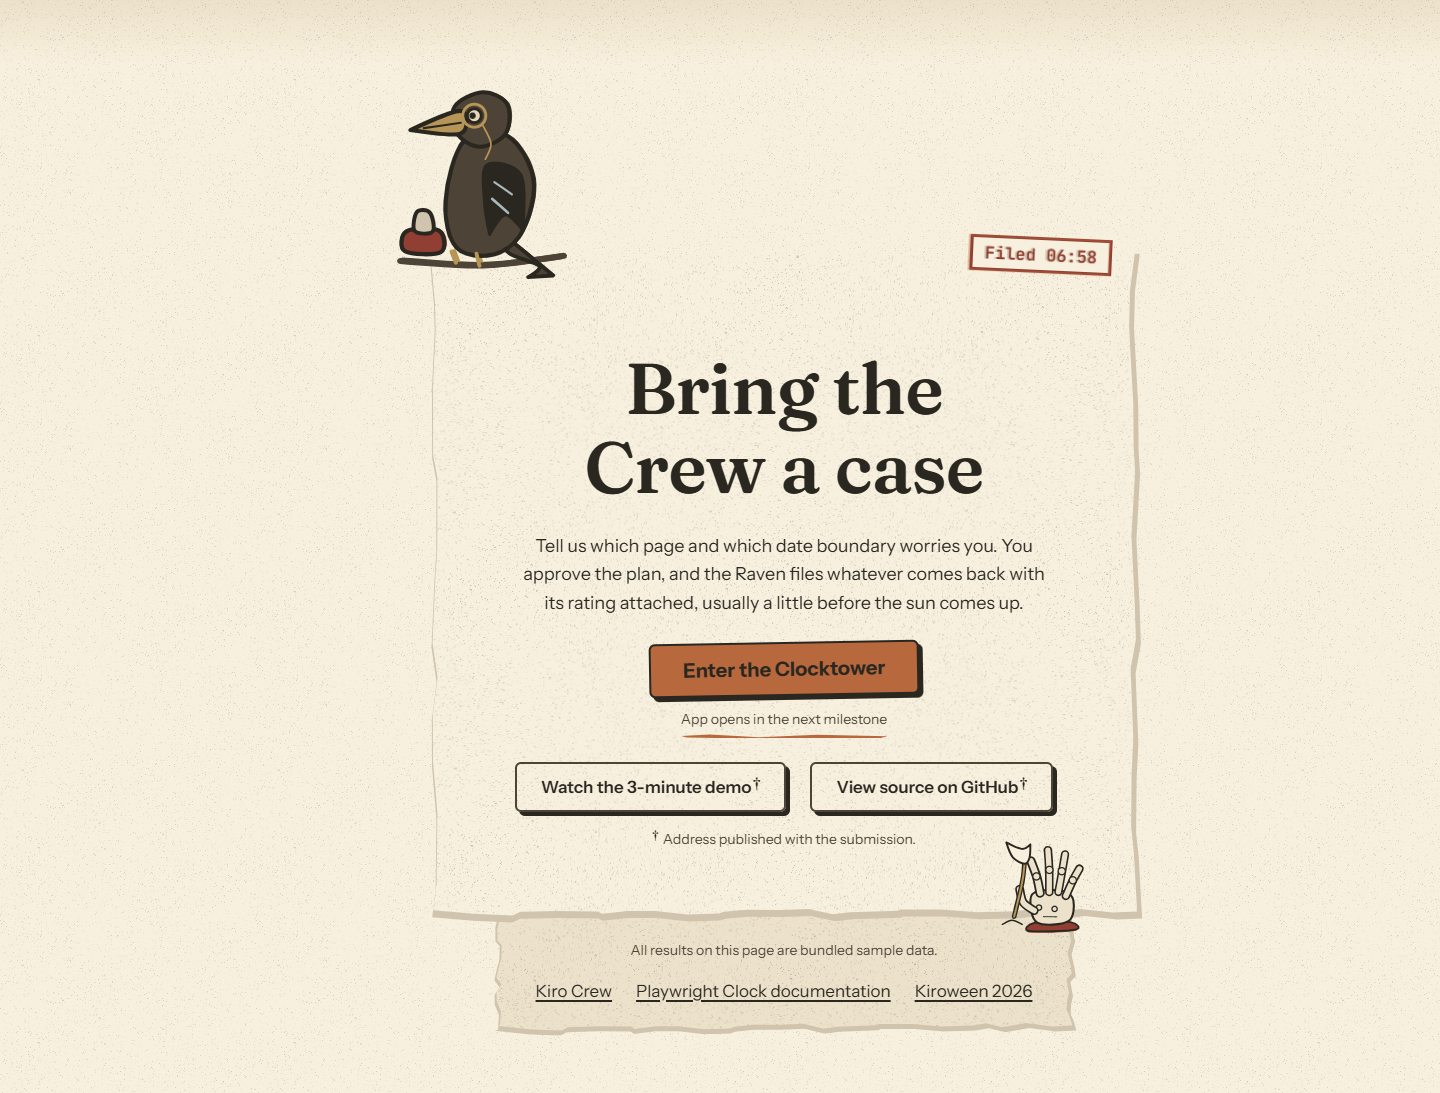 Filed 06:58
Bring the
Crew a case
Tell us which page and which date boundary worries you. You
approve the plan, and the Raven files whatever comes back with
its rating attached, usually a little before the sun comes up.
Enter the Clocktower
App opens in the next milestone
Watch the 3-minute demo†
View source on GitHub†
† Address published with the submission.
All results on this page are bundled sample data.
Kiro Crew
Playwright Clock documentation
Kiroween 2026